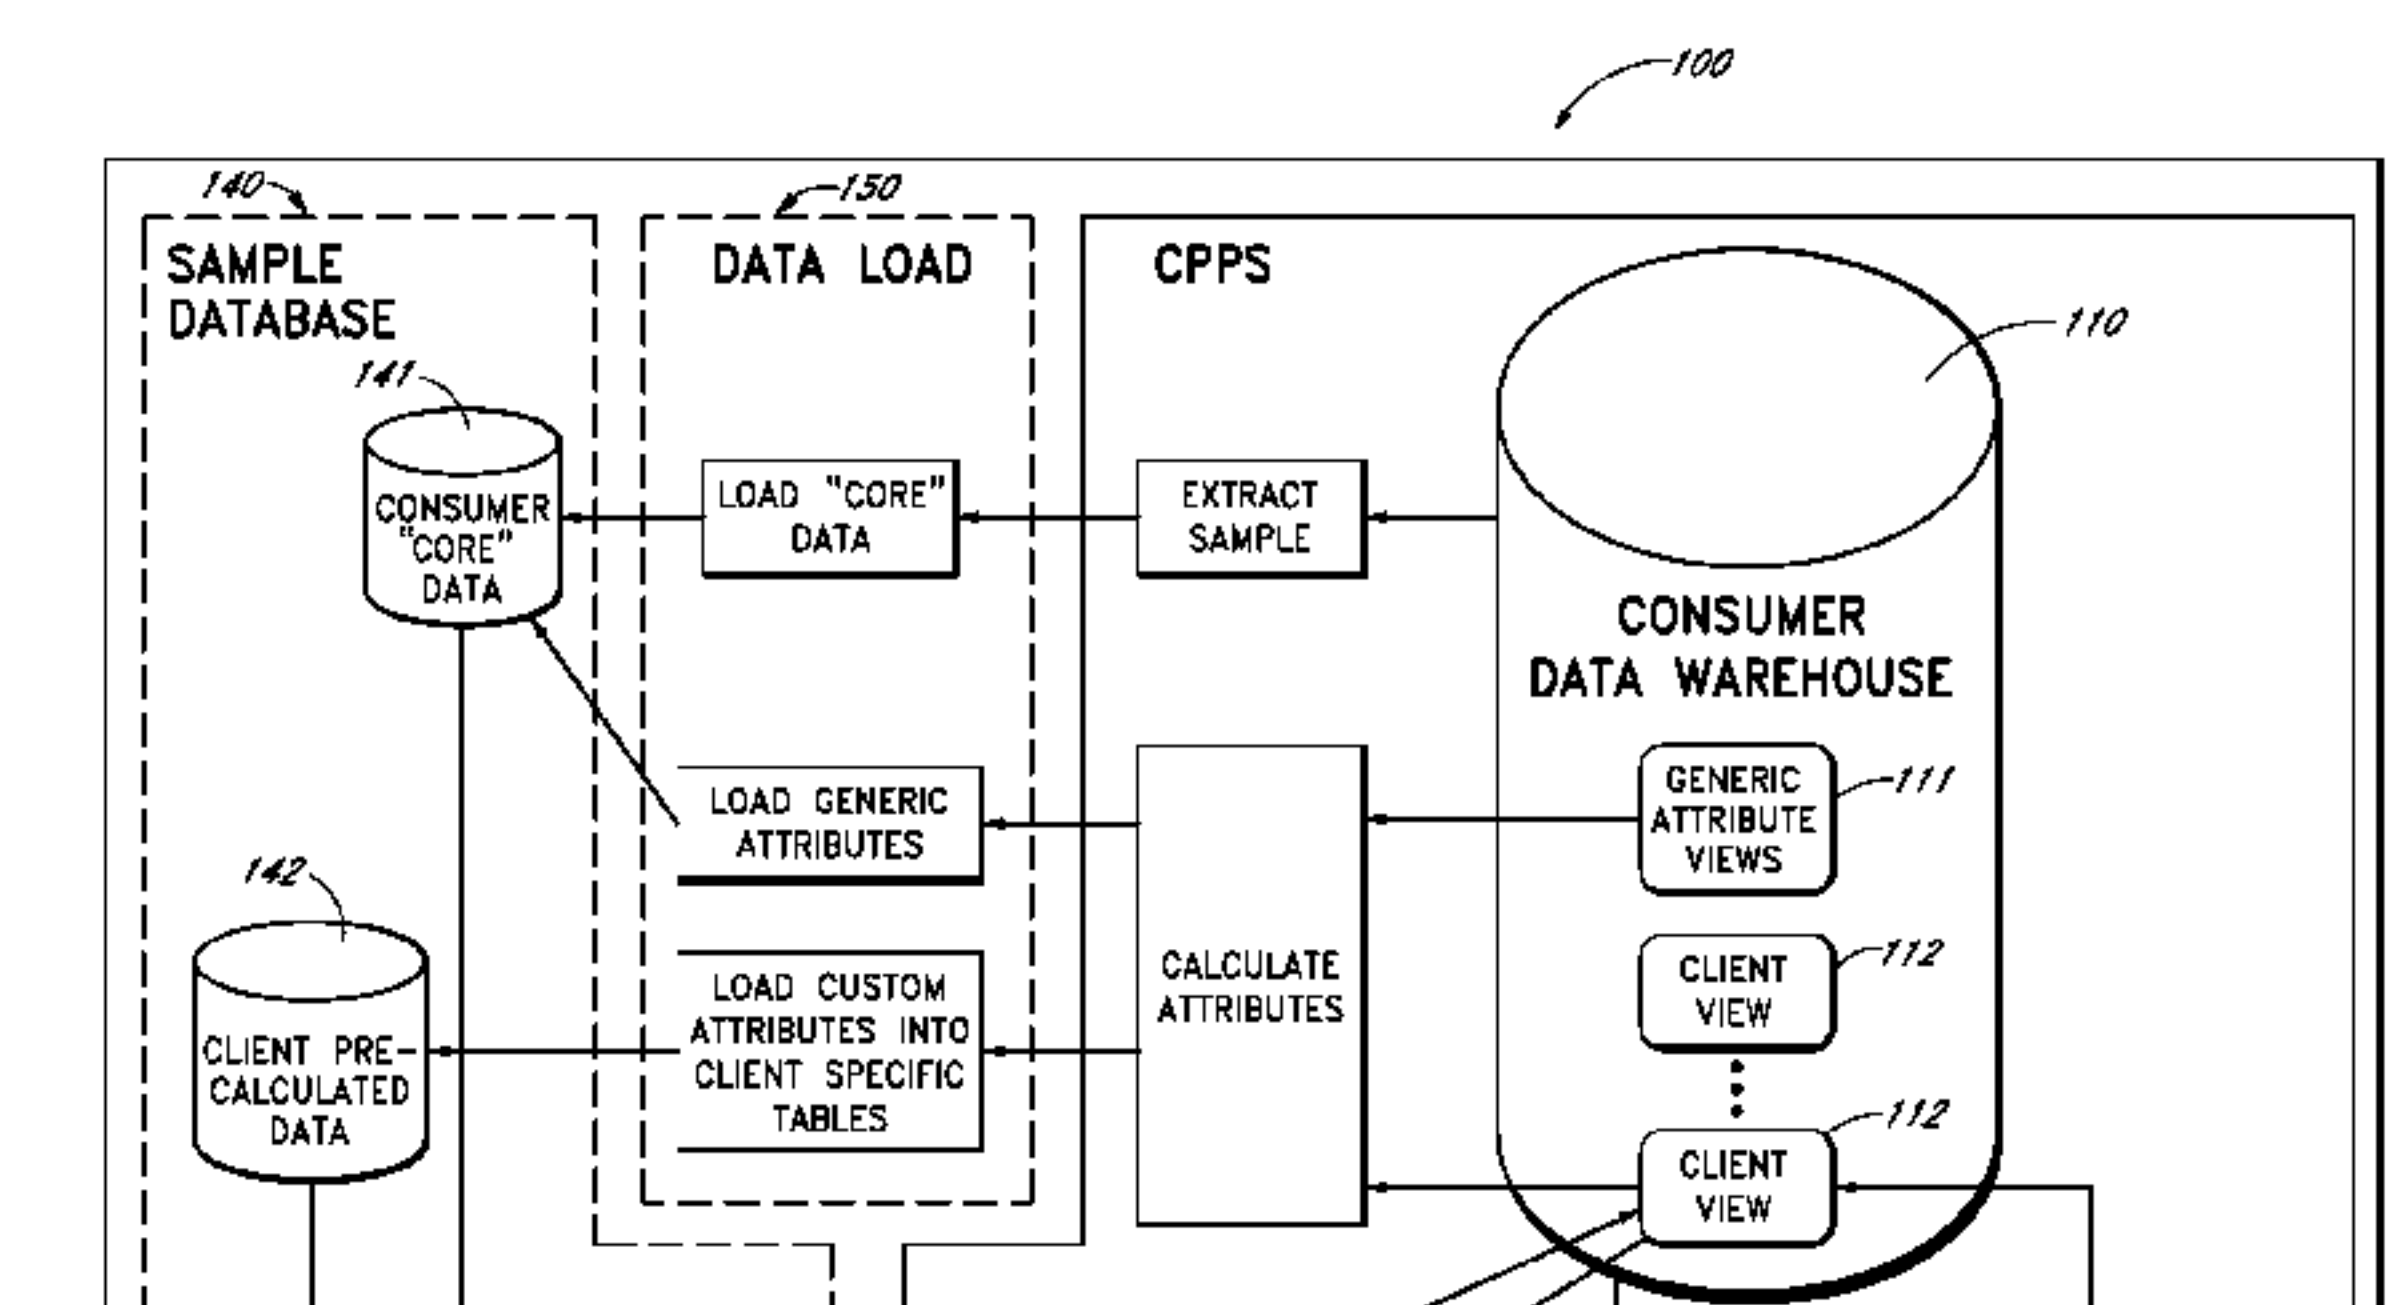 100
140
150
SAMPLE
DATABASE
DATA LOAD
CPPS
110
141
CONSUMER
"CORE"
DATA
LOAD "CORE"
DATA
EXTRACT
SAMPLE
CONSUMER
DATA WAREHOUSE
LOAD GENERIC
ATTRIBUTES
GENERIC
ATTRIBUTE
VIEWS
111
142
CLIENT PRE-
CALCULATED
DATA
LOAD CUSTOM
ATTRIBUTES INTO
CLIENT SPECIFIC
TABLES
CALCULATE
ATTRIBUTES
CLIENT
VIEW
112
CLIENT
VIEW
112